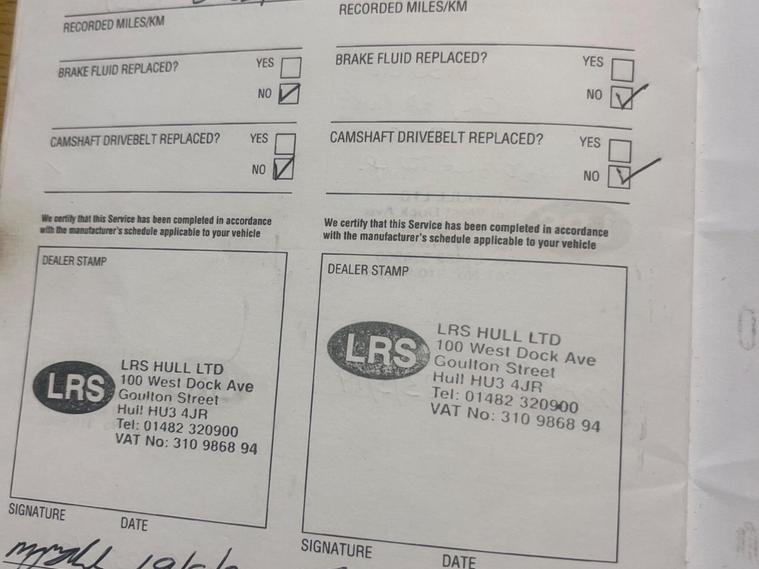 RECORDED MILES/KM
BRAKE FLUID REPLACED? YES
NO
CAMSHAFT DRIVEBELT REPLACED? YES
NO
We certify that this Service has been completed in accordance
with the manufacturer's schedule applicable to your vehicle
DEALER STAMP
LRS
LRS HULL LTD
100 West Dock Ave
Goulton Street
Hull HU3 4JR
Tel: 01482 320900
VAT No: 310 9868 94
SIGNATURE DATE
RECORDED MILES/KM
BRAKE FLUID REPLACED? YES
NO
CAMSHAFT DRIVEBELT REPLACED? YES
NO
We certify that this Service has been completed in accordance
with the manufacturer's schedule applicable to your vehicle
DEALER STAMP
LRS
LRS HULL LTD
100 West Dock Ave
Goulton Street
Hull HU3 4JR
Tel: 01482 320900
VAT No: 310 9868 94
SIGNATURE DATE